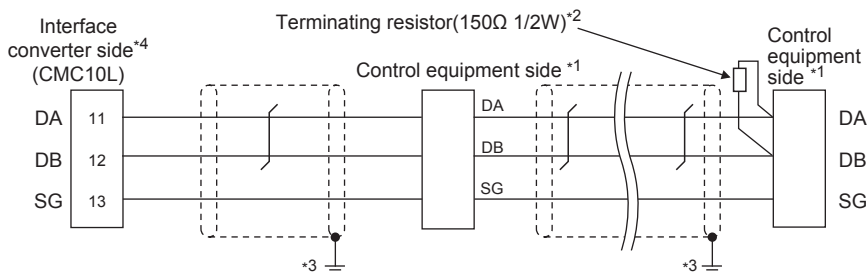 Terminating resistor(150Ω 1/2W)*2
Interface
converter side*4
(CMC10L)
Control equipment side *1
Control
equipment
side *1
DA 11 DA DA
DB 12 DB DB
SG 13 SG SG
*3 *3